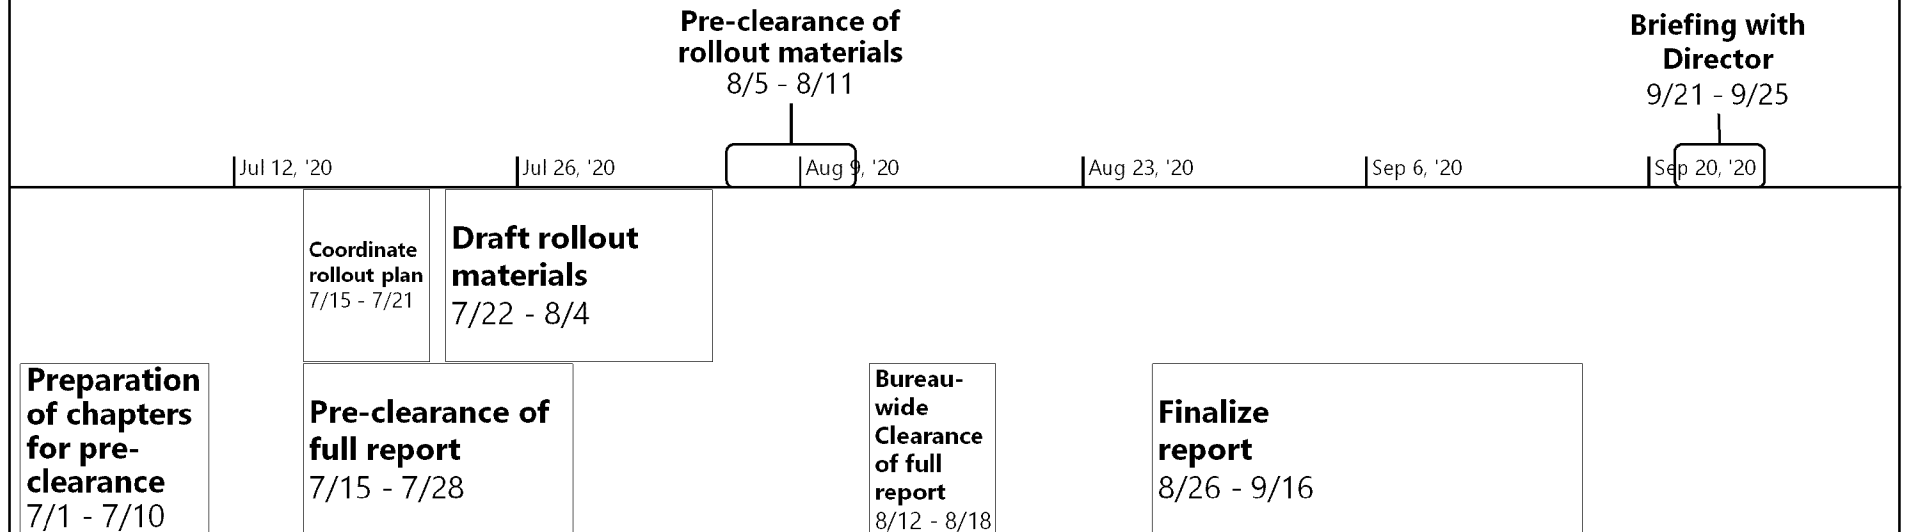 Pre-clearance of
rollout materials
8/5 - 8/11
Briefing with
Director
9/21 - 9/25
Jul 12, '20
Jul 26, '20
Aug 9, '20
Aug 23, '20
Sep 6, '20
Sep 20, '20
Coordinate
rollout plan
7/15 - 7/21
Draft rollout
materials
7/22 - 8/4
Preparation
of chapters
for pre-
clearance
7/1 - 7/10
Pre-clearance of
full report
7/15 - 7/28
Bureau-
wide
Clearance
of full
report
8/12 - 8/18
Finalize
report
8/26 - 9/16